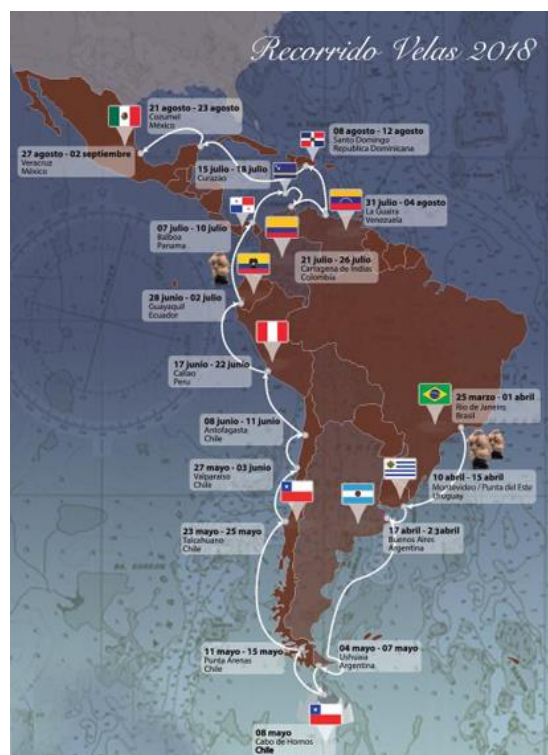 Recorrido Velas 2018
21 agosto - 23 agosto
Cozumel
México
08 agosto - 12 agosto
Santo Domingo
Republica Dominicana
27 agosto - 02 septiembre
Veracruz
México
15 julio - 18 julio
Curazao
31 julio - 04 agosto
La Guaira
Venezuela
07 julio - 10 julio
Balboa
Panama
21 julio - 26 julio
Cartagena de Indias
Colombia
28 junio - 02 julio
Guayaquil
Ecuador
17 junio - 22 junio
Callao
Peru
25 marzo - 01 abril
Rio de Janeiro
Brasil
08 junio - 11 junio
Antofagasta
Chile
27 mayo - 03 junio
Valparaiso
Chile
10 abril - 15 abril
Montevideo / Punta del Este
Uruguay
23 mayo - 25 mayo
Talcahuano
Chile
17 abril - 23 abril
Buenos Aires
Argentina
11 mayo - 15 mayo
Punta Arenas
Chile
04 mayo - 07 mayo
Ushuaia
Argentina
08 mayo
Cabo de Hornos
Chile